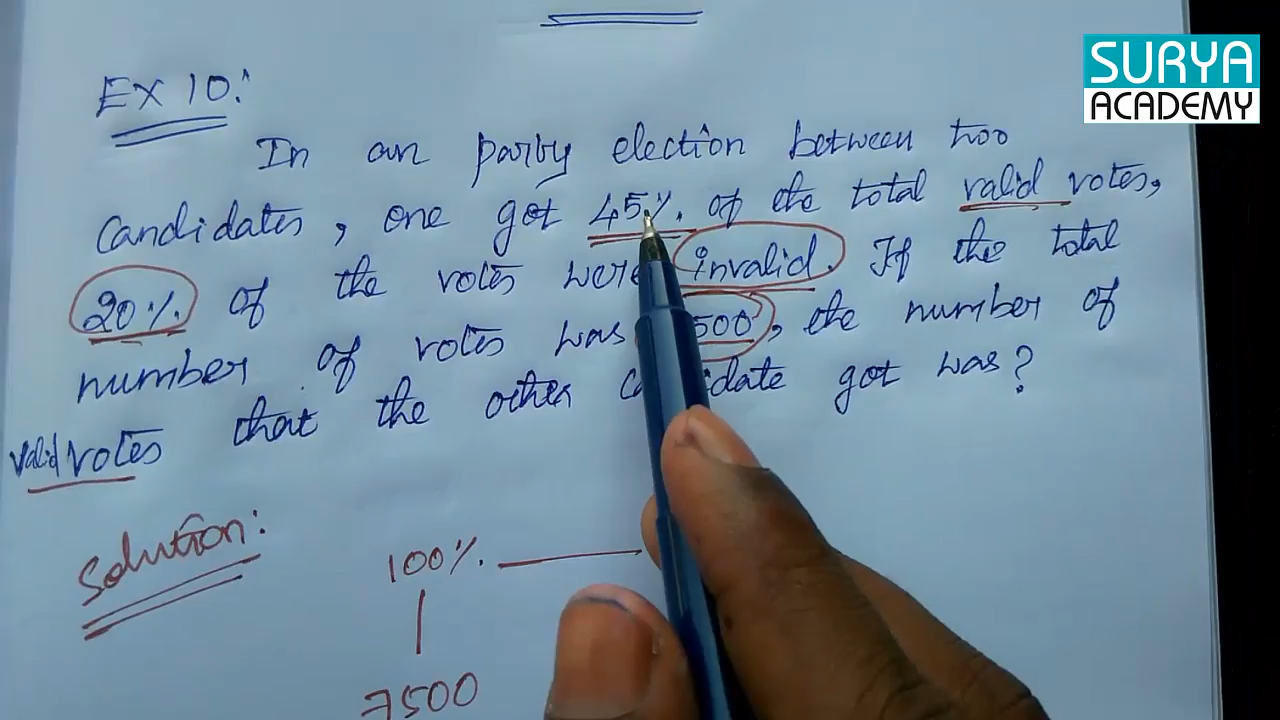 SURYA
ACADEMY
EX 10:
In an party election between two
candidates, one got 45% of the total valid votes,
20% of the votes were invalid. If the total
number of votes was 500, the number of
valid votes that the other candidate got was?
Solution:
100%
7500